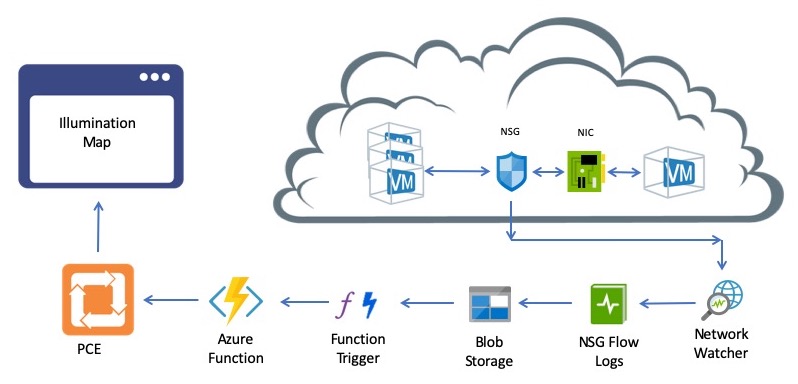 Illumination
Map
NSG
NIC
VM
VM
VM
VM
PCE
Azure
Function
Function
Trigger
Blob
Storage
NSG Flow
Logs
Network
Watcher